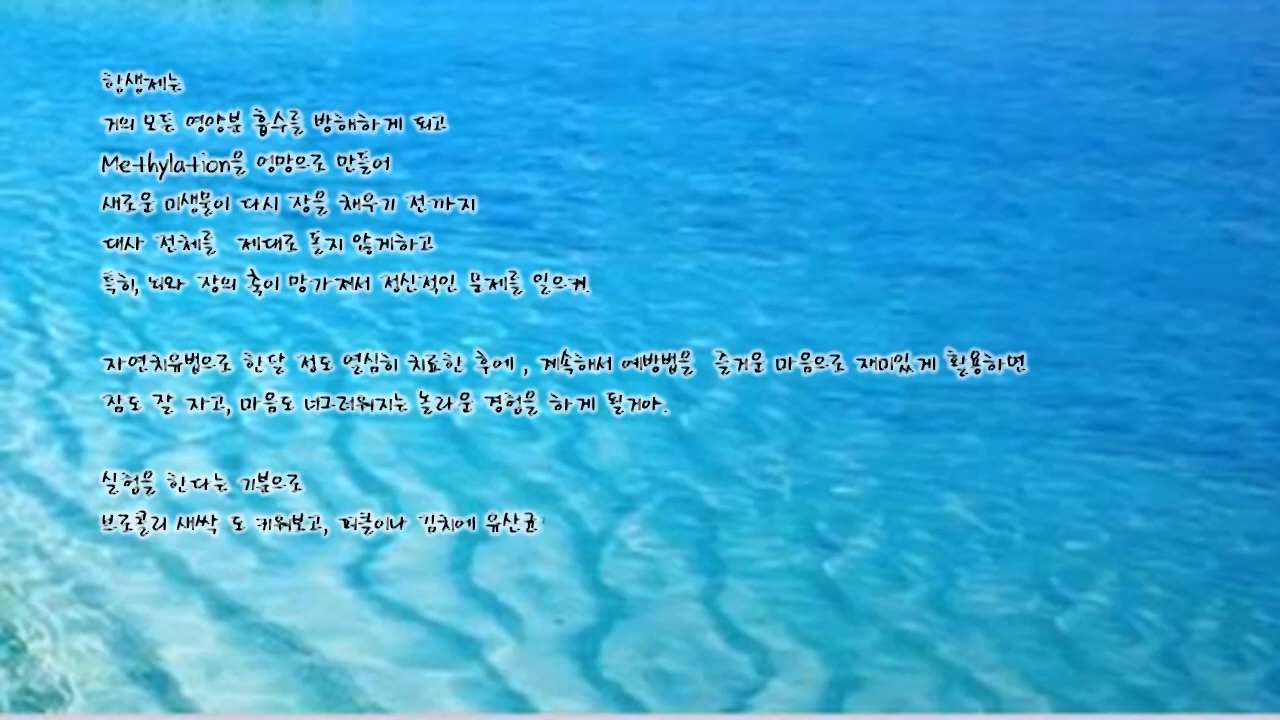 항생제는
거의 모든 영양분 흡수를 방해하게 되고
Methylation을 엉망으로 만들어
새로운 미생물이 다시 장을 채우기 전까지
대사 전체를 제대로 돌지 않게하고
특히, 뇌와 장의 축이 망가져서 정신적인 문제를 일으켜.
자연치유법으로 한달 정도 열심히 치료한 후에, 계속해서 예방법을 즐거운 마음으로 재미있게 활용하면
잠도 잘 자고, 마음도 너그러워지는 놀라운 경험을 하게 될거야.
실험을 한다는 기분으로
브로콜리 새싹 도 키워보고, 피클이나 김치에 유산균